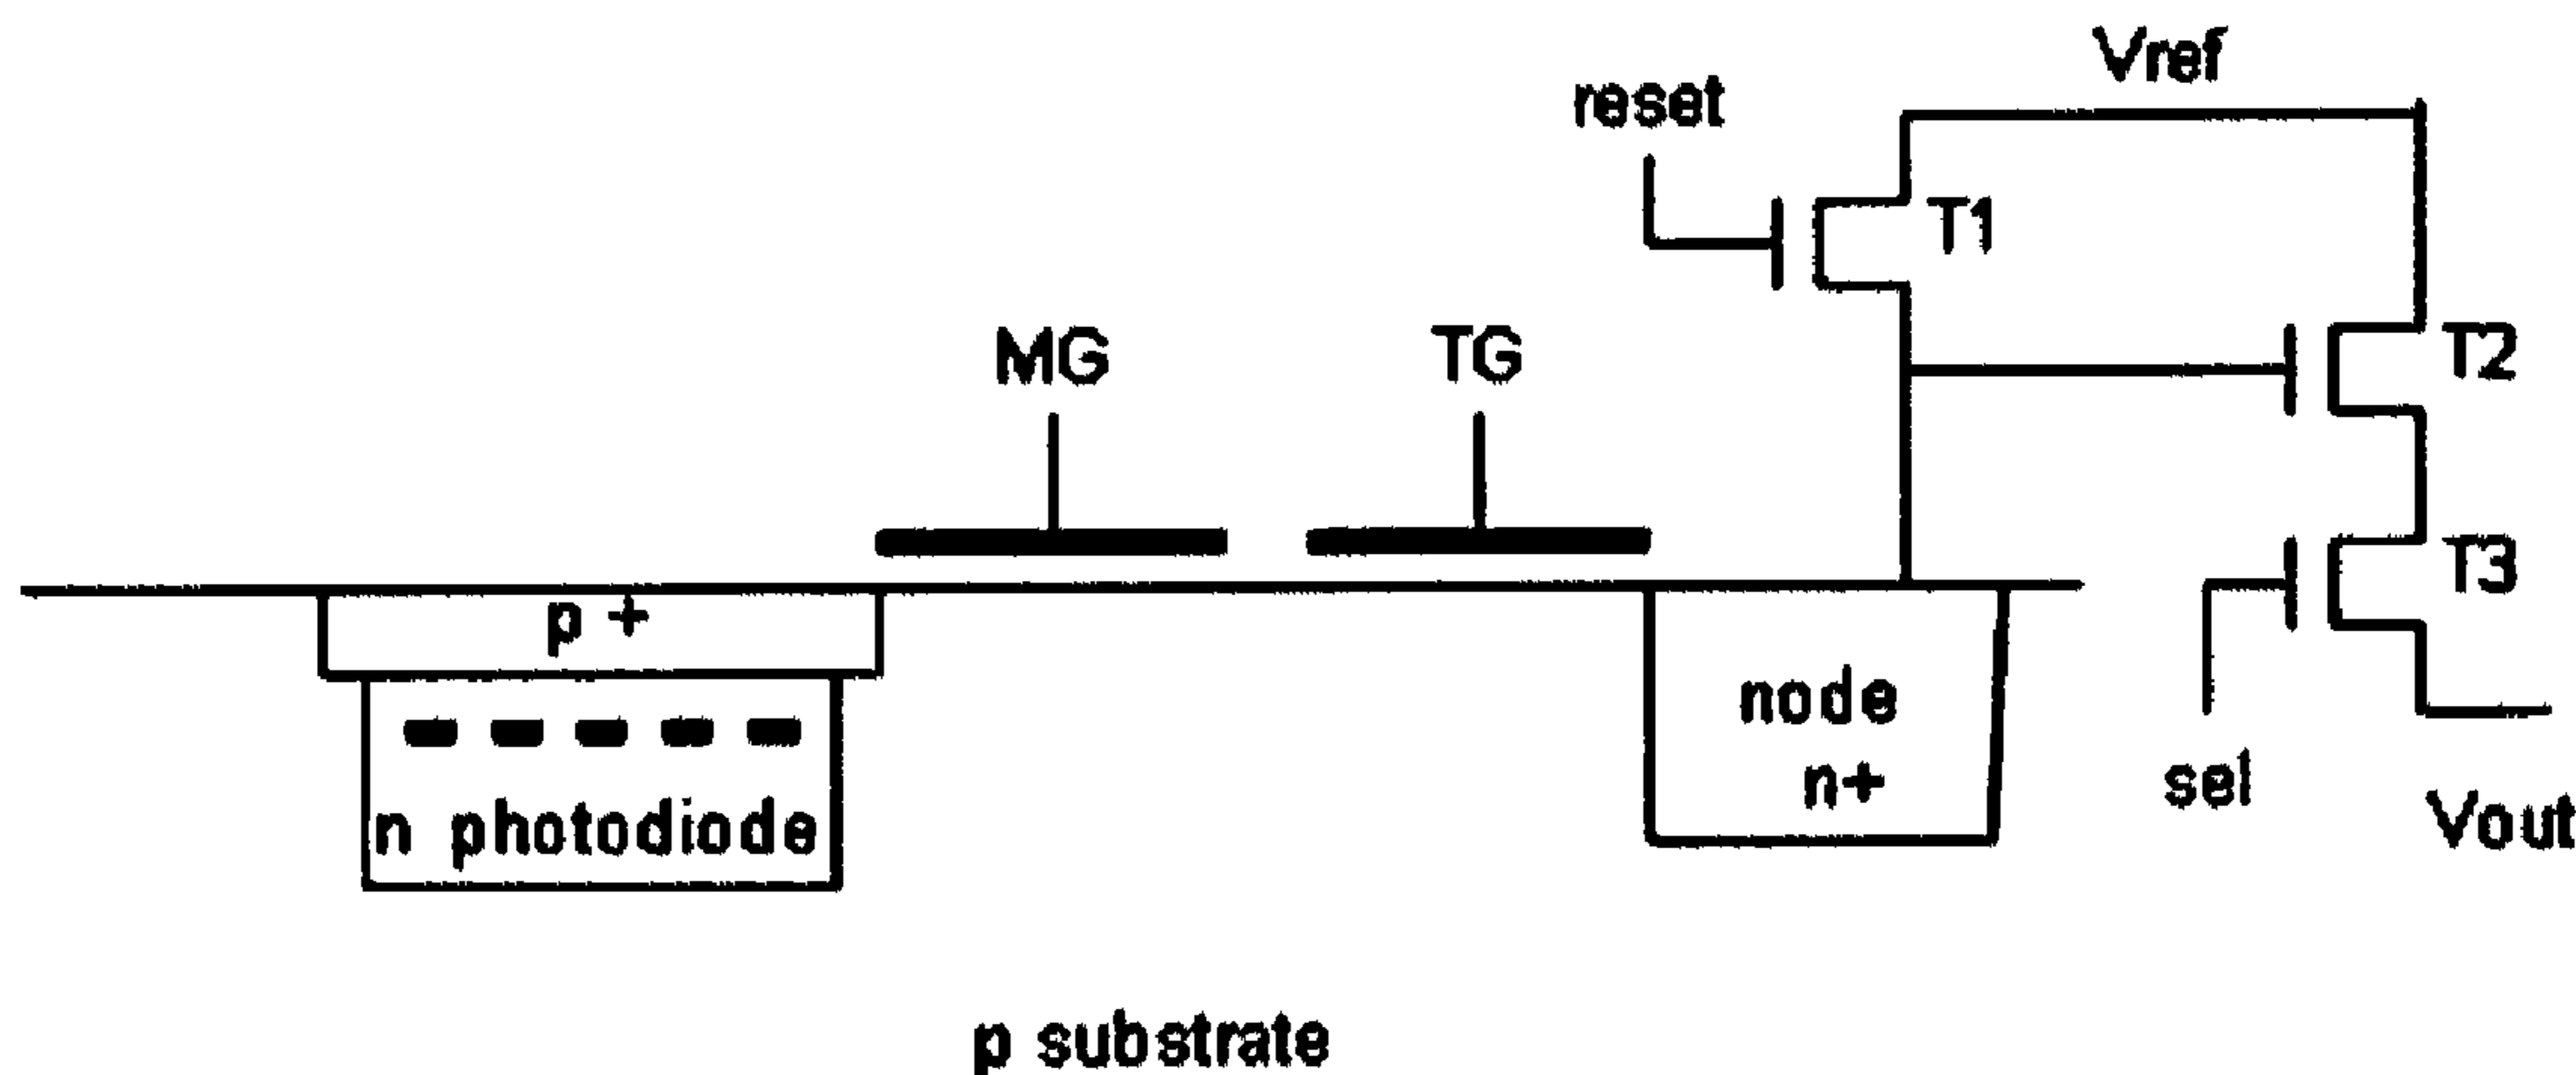 Vref
reset
T1
MG
TG
T2
T3
p +
node
n+
sel
n photodiode
Vout
p substrate